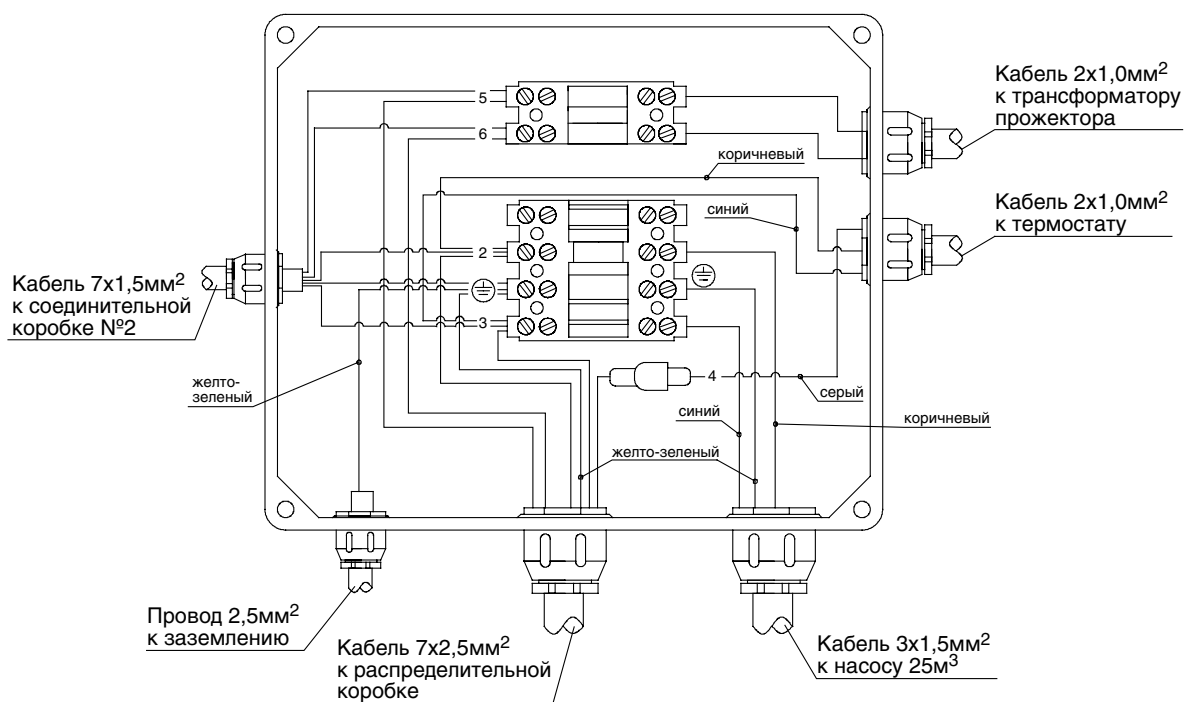 Кабель 2х1,0мм²
к трансформатору
прожектора
5
6
коричневый
синий
Кабель 2х1,0мм²
к термостату
2
3
Кабель 7х1,5мм²
к соединительной
коробке №2
желто-
зеленый
4
серый
синий
коричневый
желто-зеленый
Провод 2,5мм²
к заземлению
Кабель 7х2,5мм²
к распределительной
коробке
Кабель 3х1,5мм²
к насосу 25м³